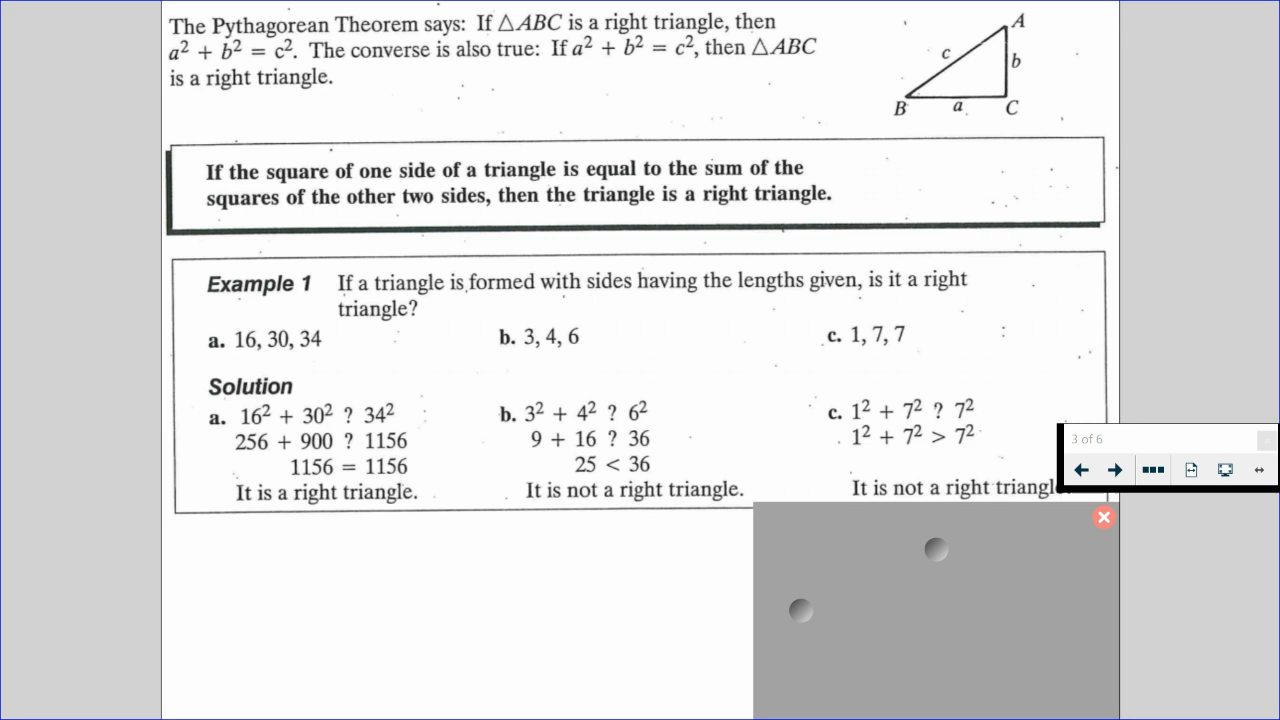 The Pythagorean Theorem says: If △ABC is a right triangle, then
a² + b² = c². The converse is also true: If a² + b² = c², then △ABC
is a right triangle.
A
c
b
B
a
C
If the square of one side of a triangle is equal to the sum of the
squares of the other two sides, then the triangle is a right triangle.
Example 1 If a triangle is formed with sides having the lengths given, is it a right
triangle?
a. 16, 30, 34
b. 3, 4, 6
c. 1, 7, 7
Solution
a. 16² + 30² ? 34²
256 + 900 ? 1156
1156 = 1156
It is a right triangle.
b. 3² + 4² ? 6²
9 + 16 ? 36
25 < 36
It is not a right triangle.
c. 1² + 7² ? 7²
1² + 7² > 7²
It is not a right triangle.
3 of 6